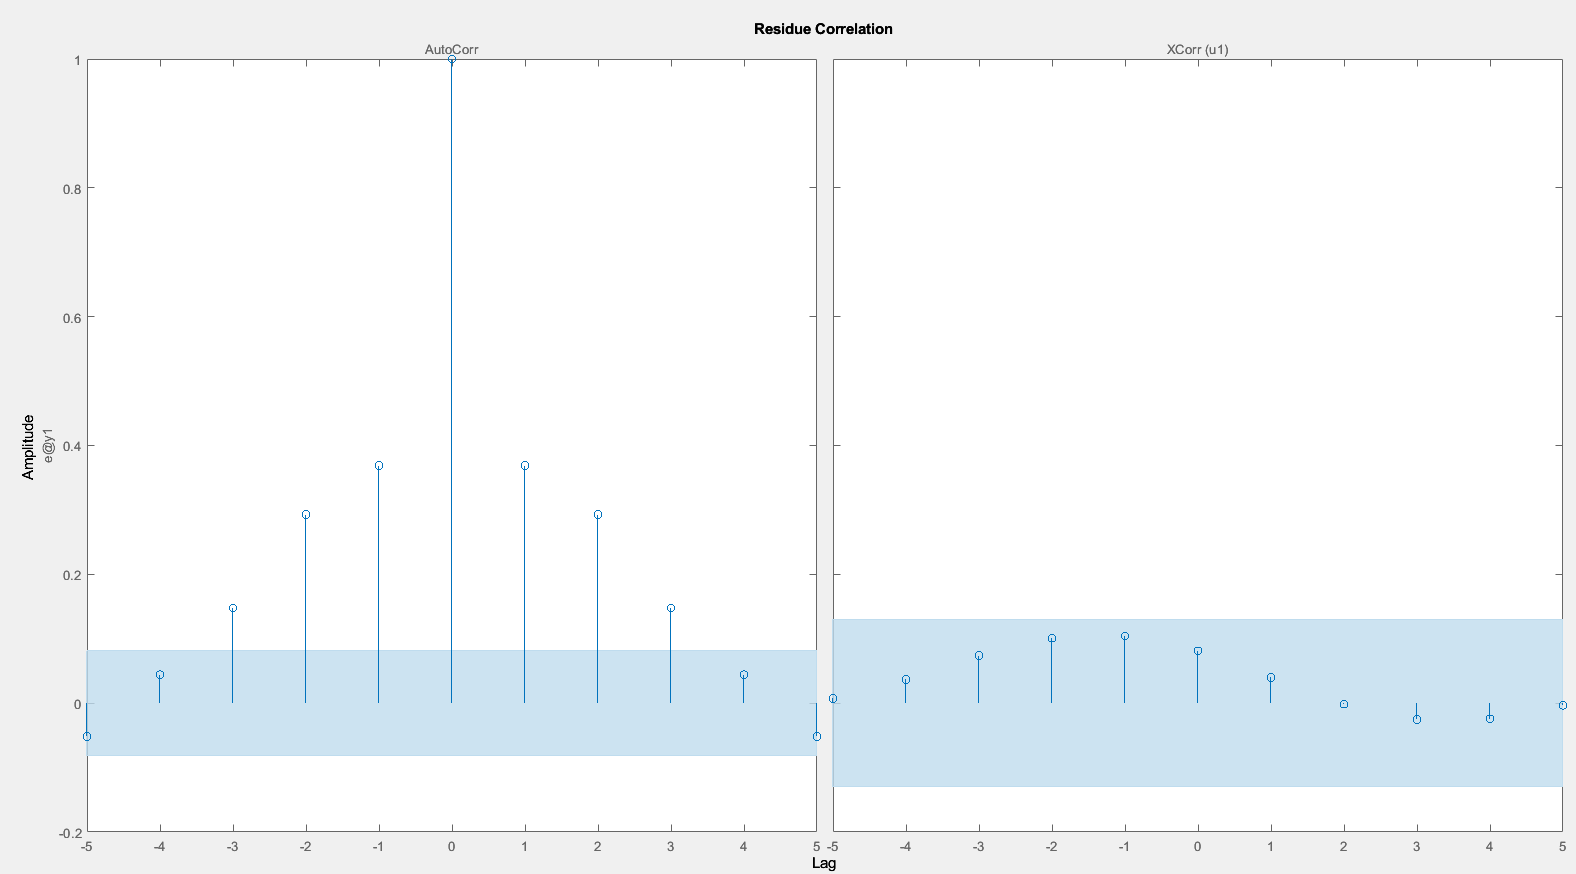 Residue Correlation
AutoCorr
XCorr (u1)
1
0.8
0.6
0.4
0.2
0
-0.2
Amplitude
e@y1
-5 -4 -3 -2 -1 0 1 2 3 4 5
-5 -4 -3 -2 -1 0 1 2 3 4 5
Lag